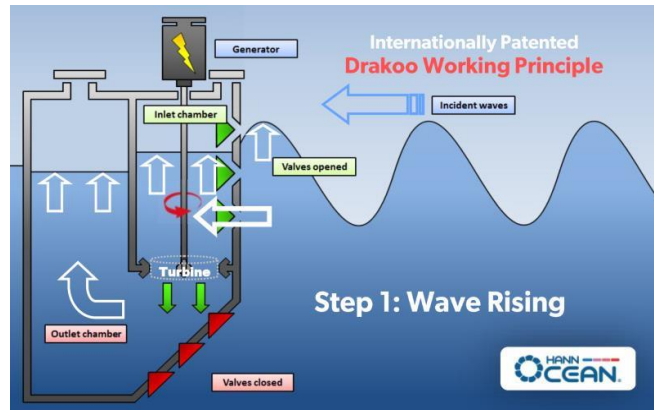 Internationally Patented
Drakoo Working Principle
Generator
Incident waves
Inlet chamber
Valves opened
Turbine
Step 1: Wave Rising
Outlet chamber
Valves closed
HANN
OCEAN.